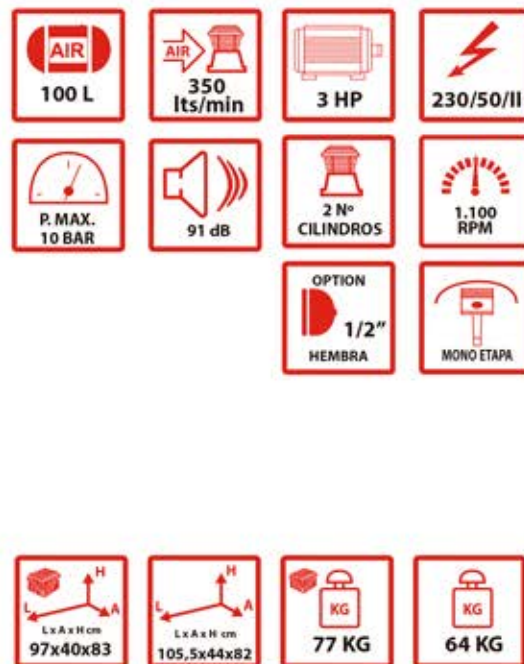 AIR
100 L
AIR
350
lts/min
3 HP
230/50/II
P. MAX.
10 BAR
91 dB
2 Nº
CILINDROS
1.100
RPM
OPTION
1/2”
HEMBRA
MONO ETAPA
H
L
A
L x A x H cm
97x40x83
H
L
A
L x A x H cm
105,5x44x82
KG
77 KG
KG
64 KG